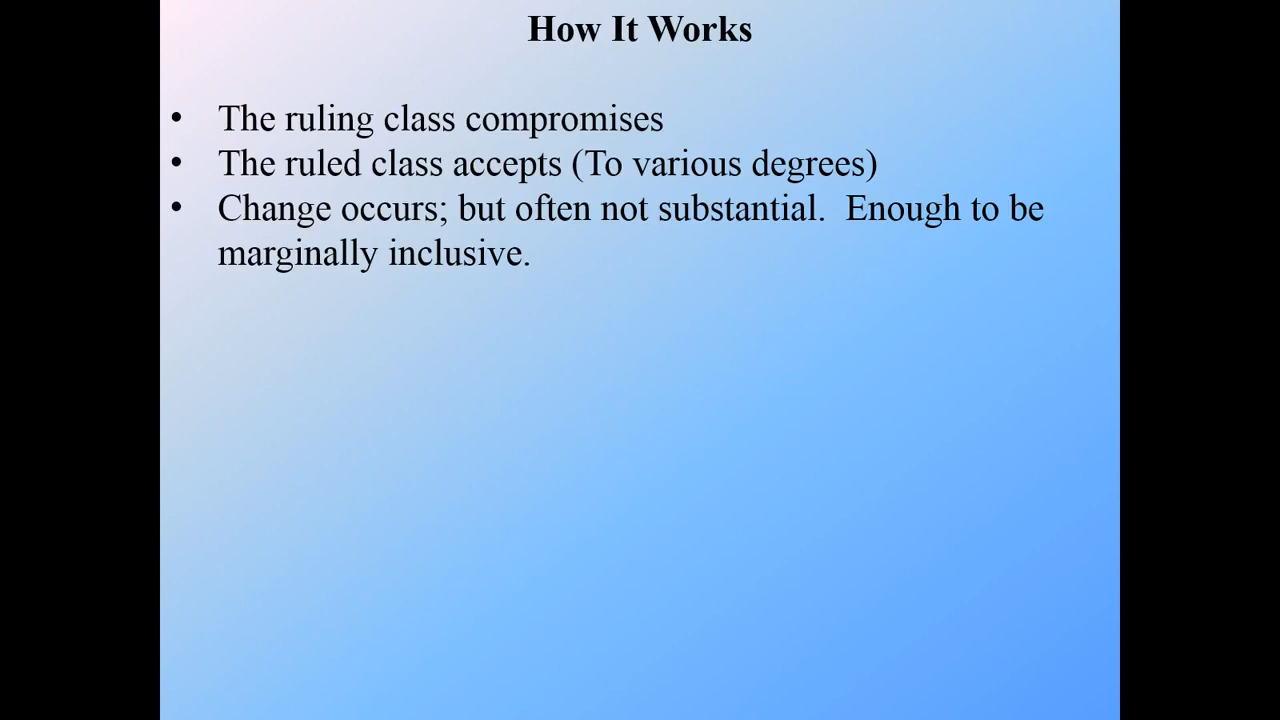 How It Works
• The ruling class compromises
• The ruled class accepts (To various degrees)
• Change occurs; but often not substantial.  Enough to be
marginally inclusive.